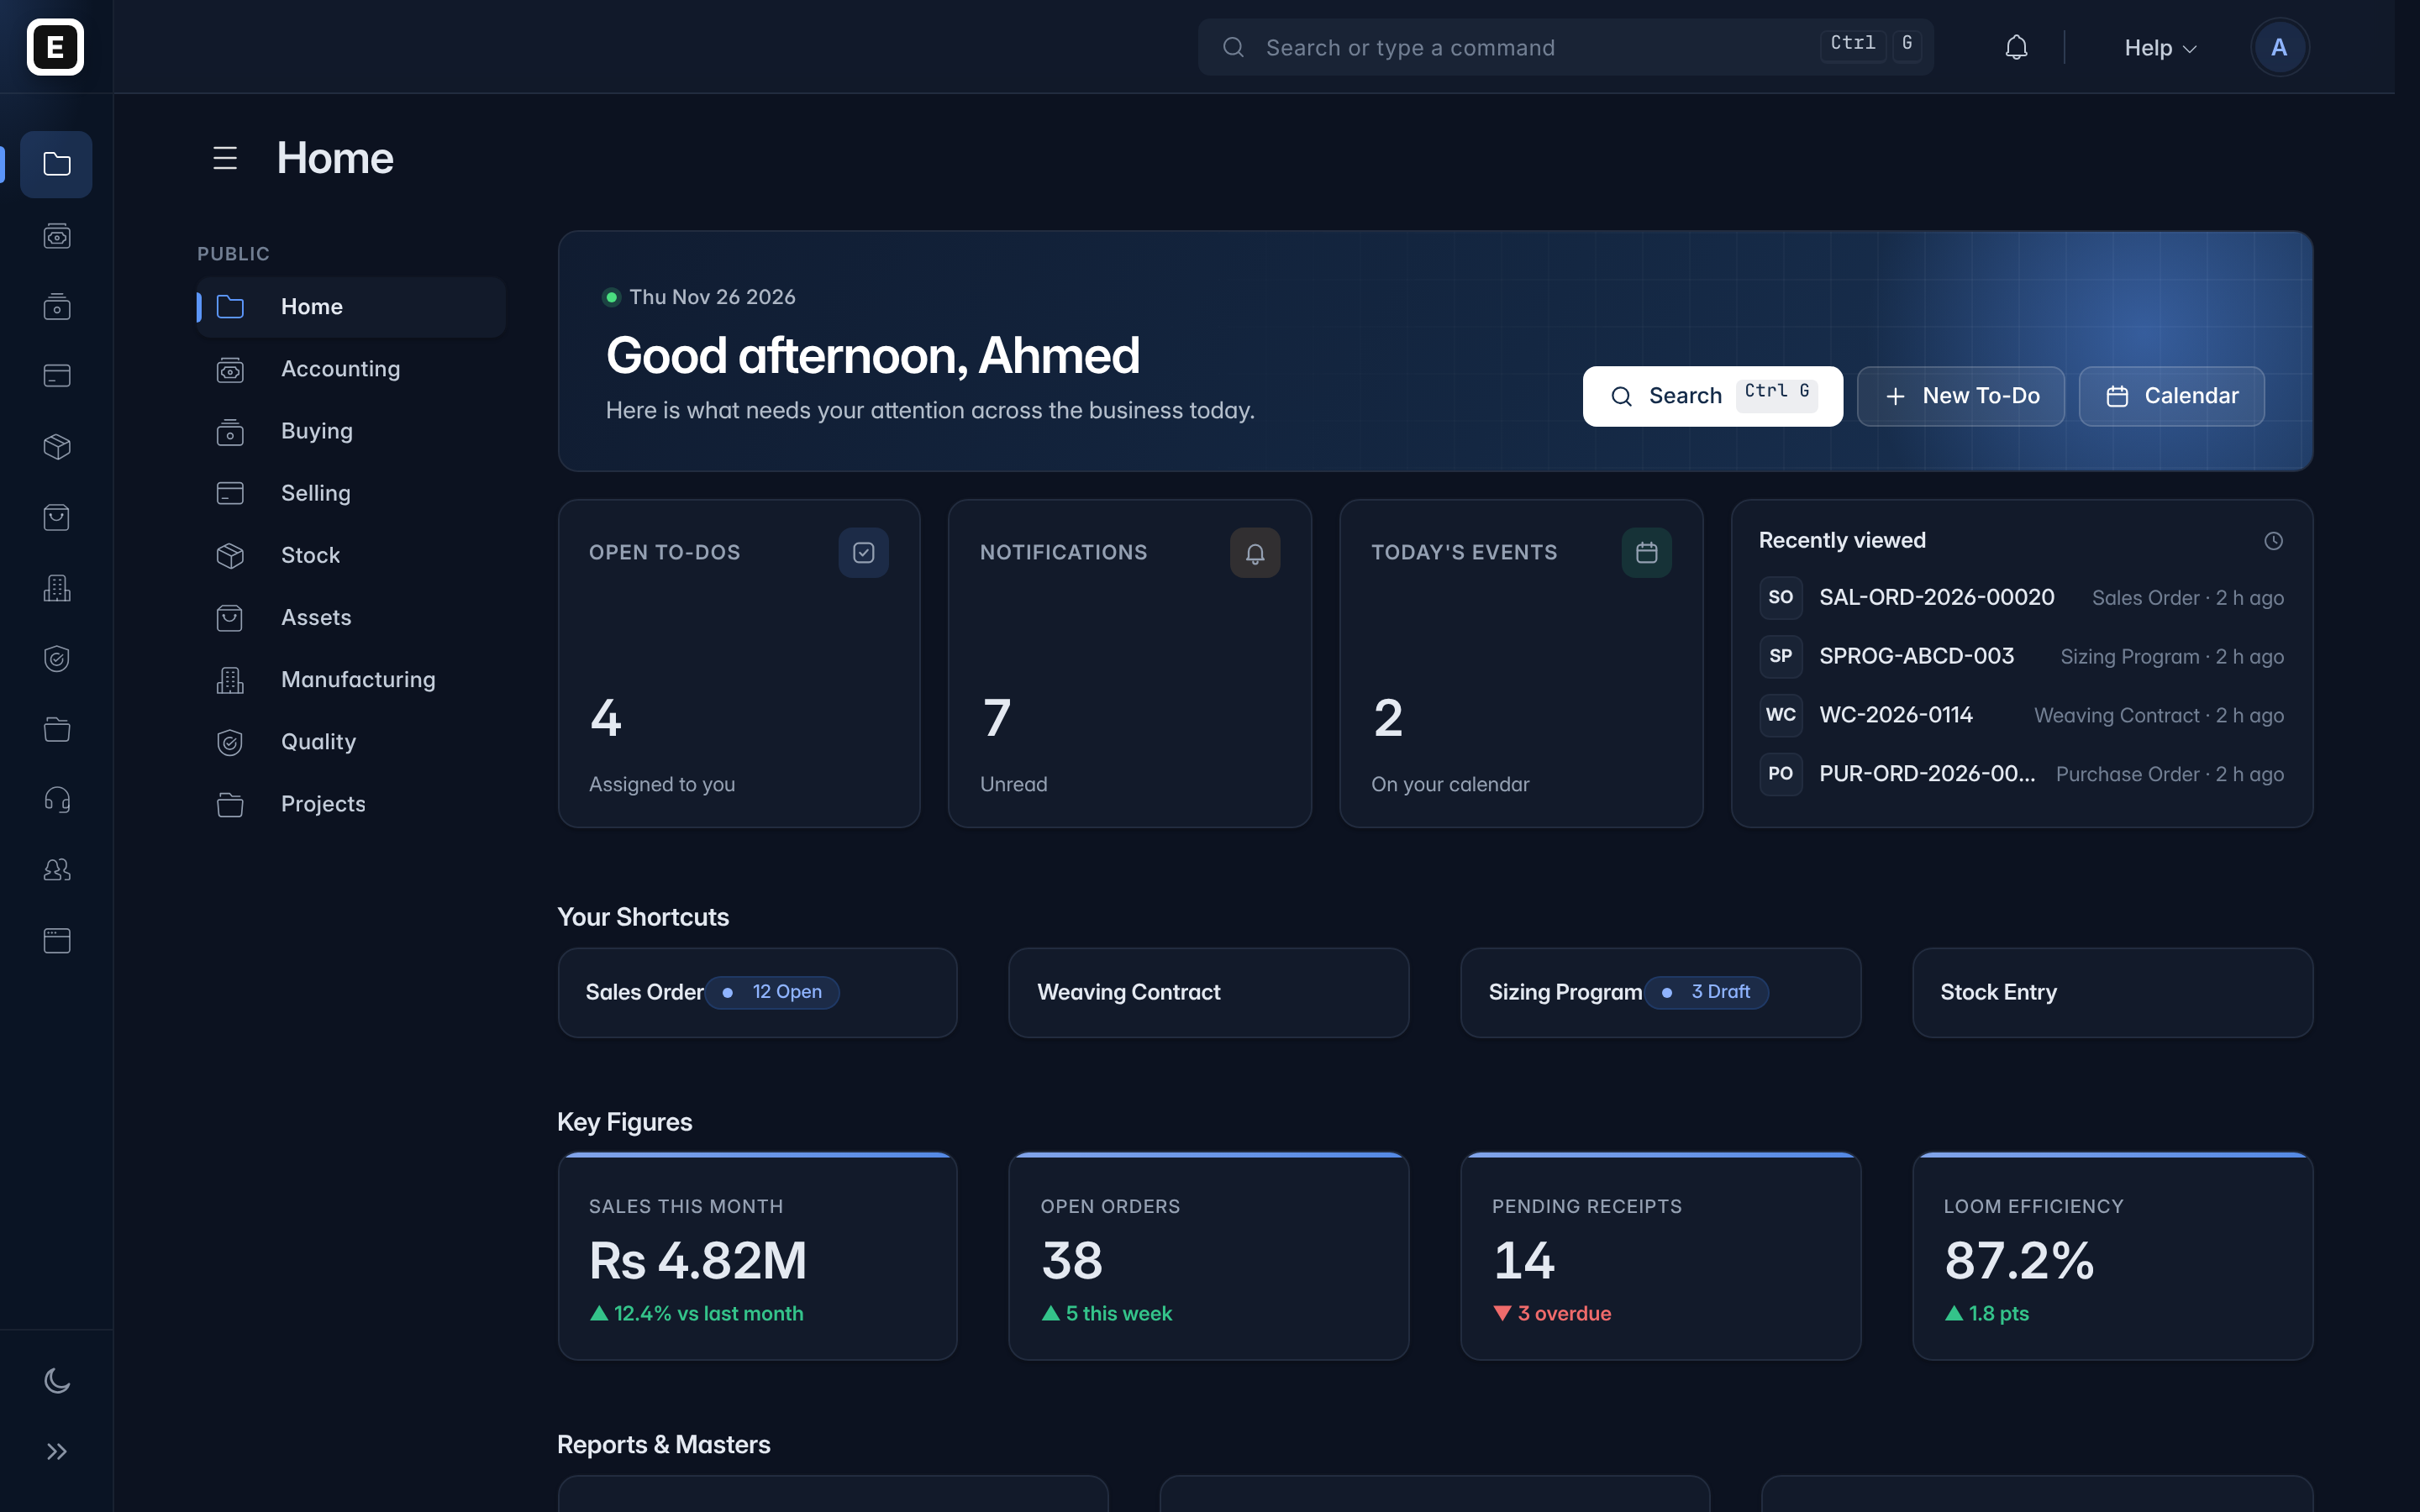 E
Search or type a command
Ctrl G
Help
A
Home
PUBLIC
Home
Accounting
Buying
Selling
Stock
Assets
Manufacturing
Quality
Projects
Thu Nov 26 2026
Good afternoon, Ahmed
Here is what needs your attention across the business today.
Search Ctrl G
New To-Do
Calendar
OPEN TO-DOS
4
Assigned to you
NOTIFICATIONS
7
Unread
TODAY'S EVENTS
2
On your calendar
Recently viewed
SO SAL-ORD-2026-00020 Sales Order · 2 h ago
SP SPROG-ABCD-003 Sizing Program · 2 h ago
WC WC-2026-0114 Weaving Contract · 2 h ago
PO PUR-ORD-2026-00... Purchase Order · 2 h ago
Your Shortcuts
Sales Order 12 Open
Weaving Contract
Sizing Program 3 Draft
Stock Entry
Key Figures
SALES THIS MONTH
Rs 4.82M
▲ 12.4% vs last month
OPEN ORDERS
38
▲ 5 this week
PENDING RECEIPTS
14
▼ 3 overdue
LOOM EFFICIENCY
87.2%
▲ 1.8 pts
Reports & Masters